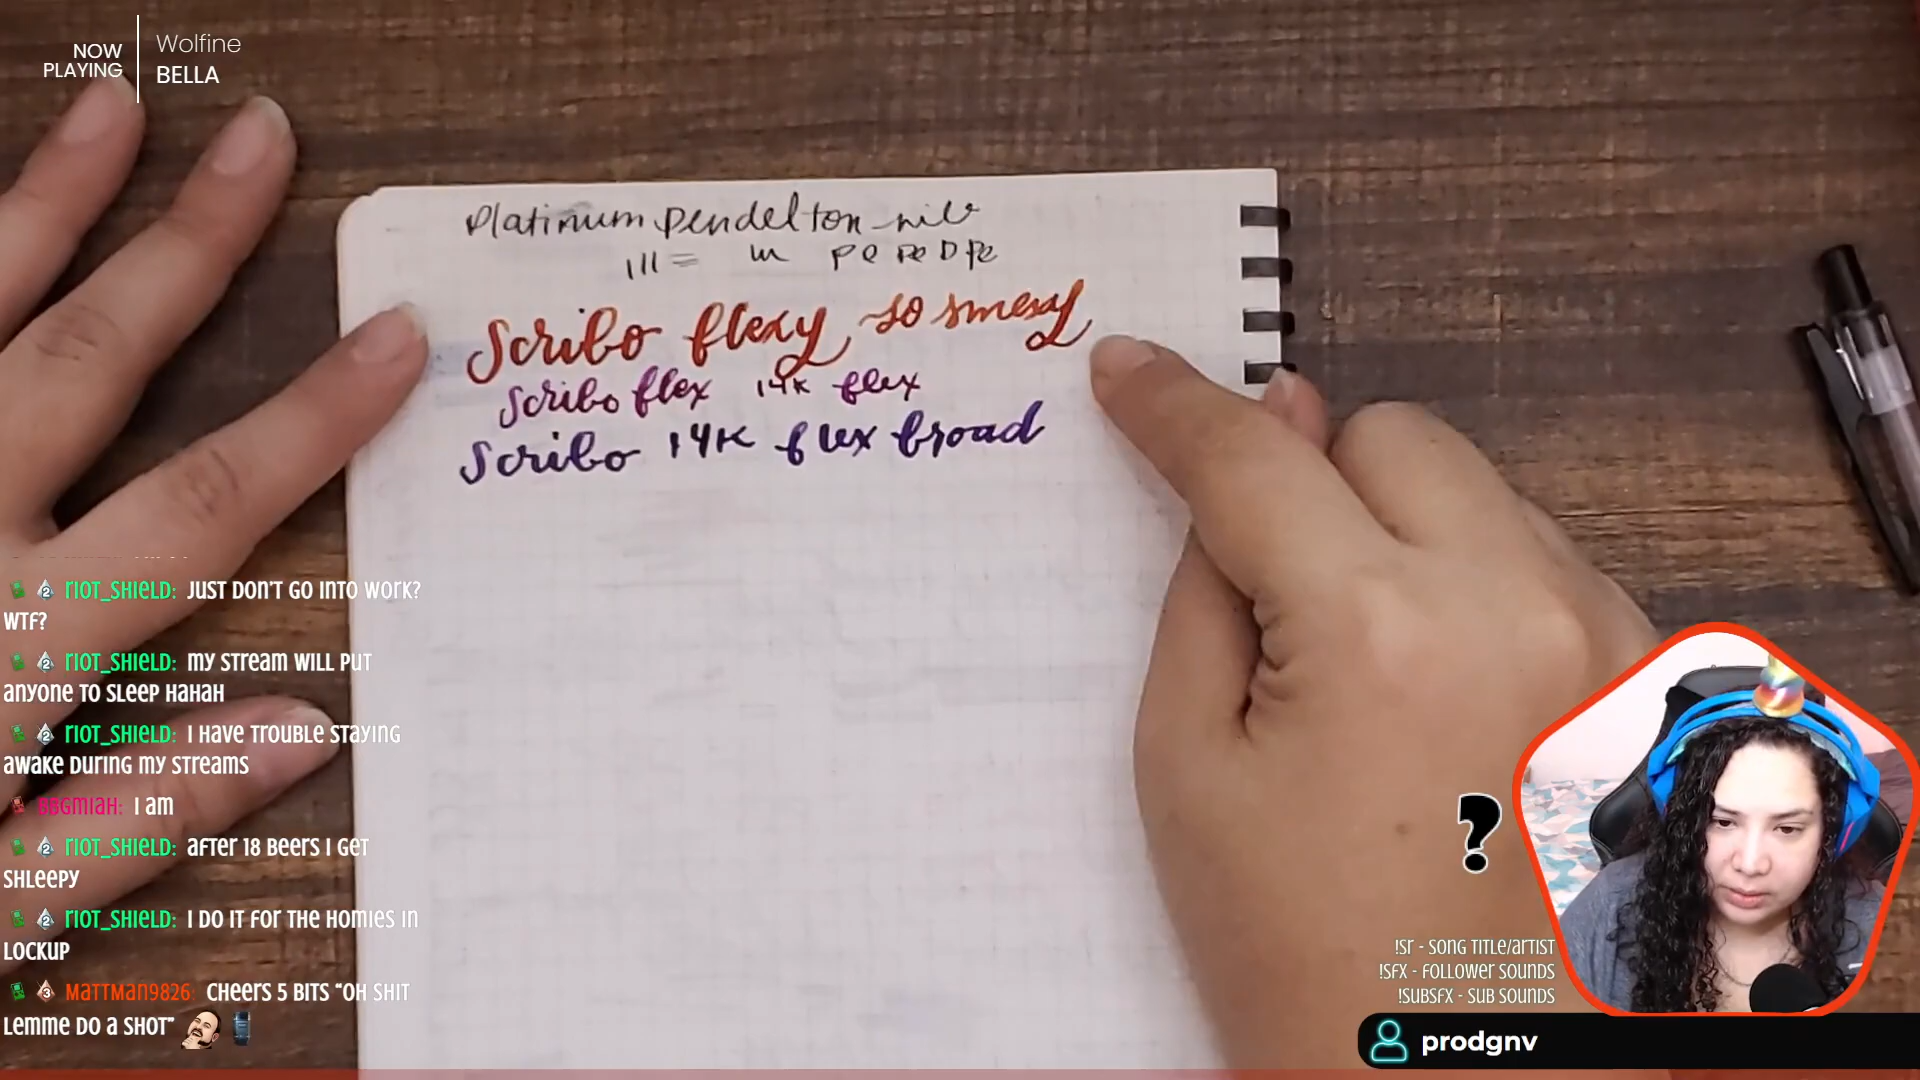 NOW PLAYING
Wolfine
BELLA
Platinum pendelton nib
III =
Scribo flexy so smexy
Scribo flex 14K flex
Scribo 14K flex broad
riot_shield: Just don't go into work?
WTF?
riot_shield: my stream will put
anyone to sleep hahah
riot_shield: I have trouble staying
awake during my streams
bbgmiah: I am
riot_shield: after 18 beers I get
shleepy
riot_shield: I do it for the homies in
lockup
mattman9826: Cheers 5 bits "oh shit
lemme do a shot"
?
!sr - song title/artist
!sfx - follower sounds
!subsfx - sub sounds
prodgnv